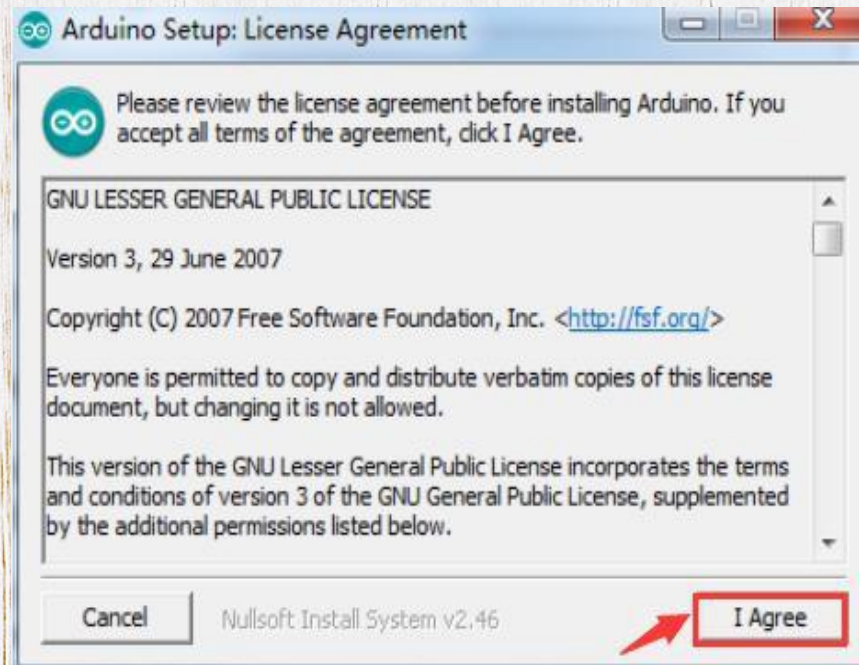 Arduino Setup: License Agreement
Please review the license agreement before installing Arduino. If you
accept all terms of the agreement, click I Agree.
GNU LESSER GENERAL PUBLIC LICENSE
Version 3, 29 June 2007
Copyright (C) 2007 Free Software Foundation, Inc. <http://fsf.org/>
Everyone is permitted to copy and distribute verbatim copies of this license
document, but changing it is not allowed.
This version of the GNU Lesser General Public License incorporates the terms
and conditions of version 3 of the GNU General Public License, supplemented
by the additional permissions listed below.
Cancel
Nullsoft Install System v2.46
I Agree